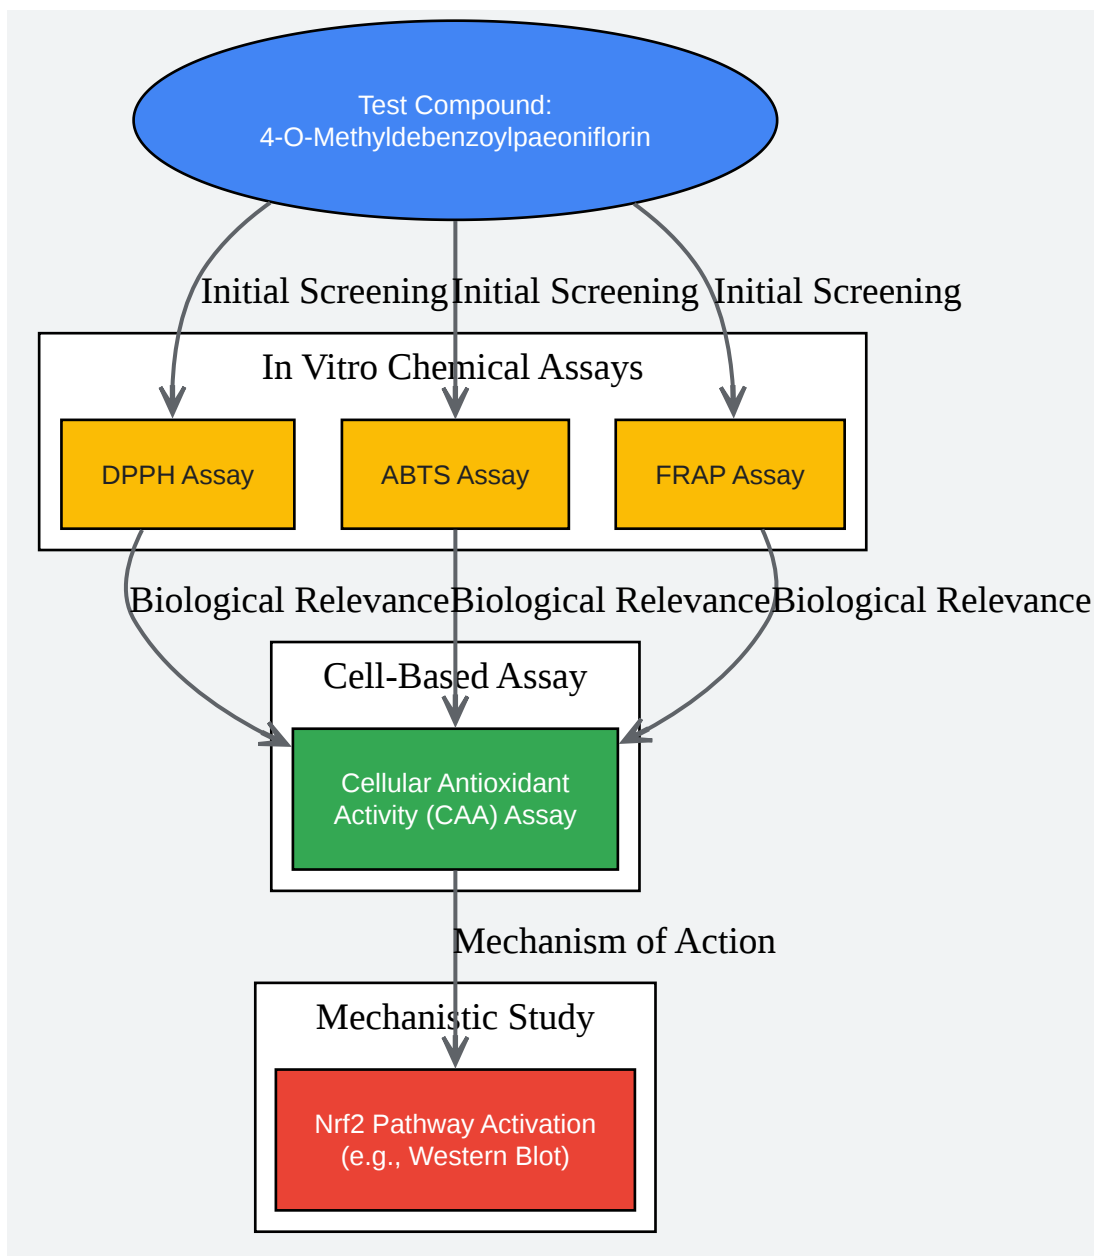 Test Compound:
4-O-Methyldebenzoylpaeoniflorin
Initial Screening
Initial Screening
Initial Screening
In Vitro Chemical Assays
DPPH Assay
ABTS Assay
FRAP Assay
Biological Relevance
Biological Relevance
Biological Relevance
Cell-Based Assay
Cellular Antioxidant
Activity (CAA) Assay
Mechanism of Action
Mechanistic Study
Nrf2 Pathway Activation
(e.g., Western Blot)